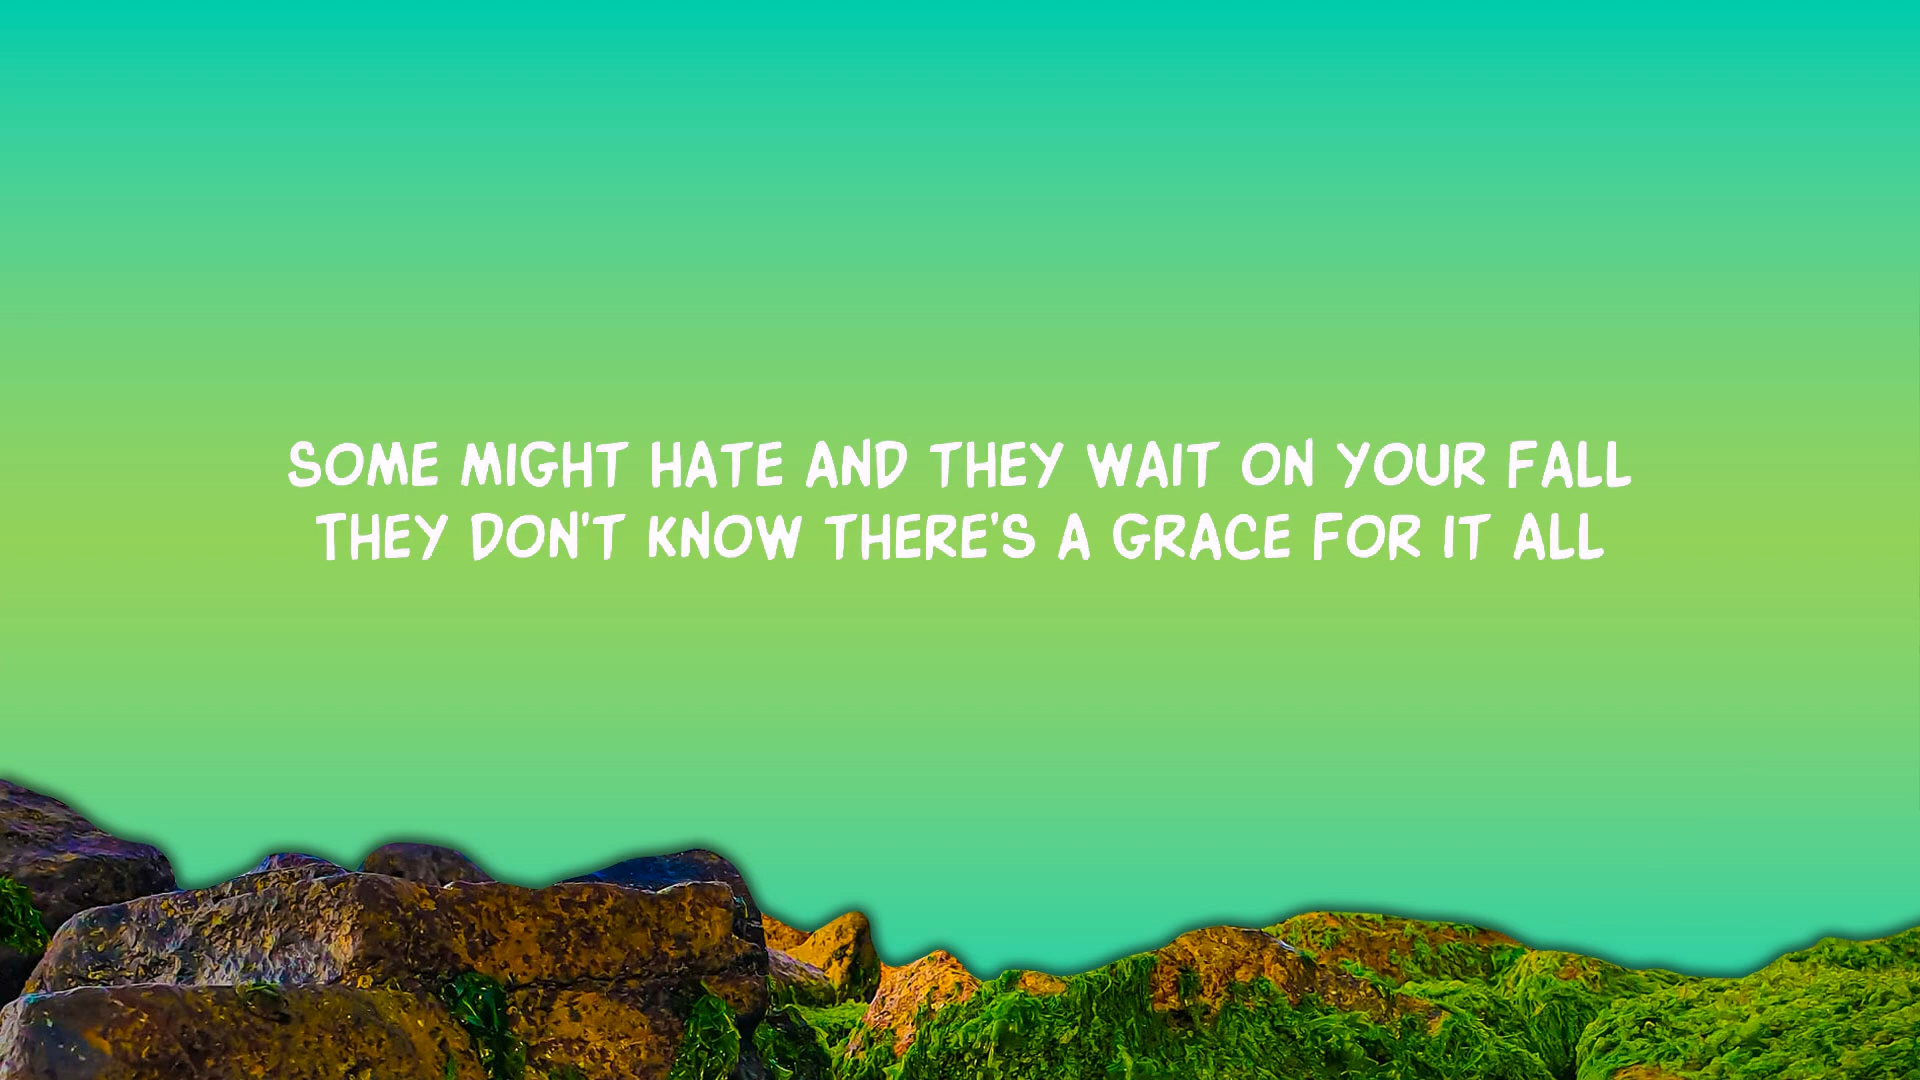 SOME MIGHT HATE AND THEY WAIT ON YOUR FALL
THEY DON'T KNOW THERE'S A GRACE FOR IT ALL